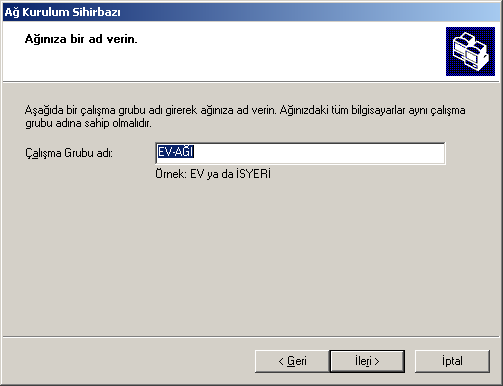 Ağ Kurulum Sihirbazı
Ağınıza bir ad verin.
Aşağıda bir çalışma grubu adı girerek ağınıza ad verin. Ağınızdaki tüm bilgisayarlar aynı çalışma
grubu adına sahip olmalıdır.
Çalışma Grubu adı:
EV-AĞI
Örnek: EV ya da İSYERİ
< Geri
İleri >
İptal